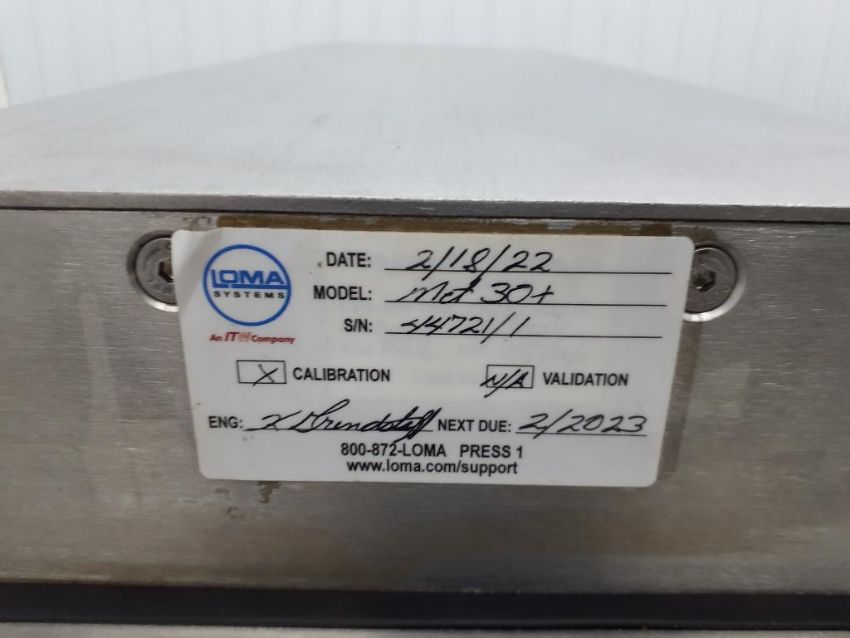 LOMA
SYSTEMS
An ITW Company
DATE: 2/18/22
MODEL: Met 30+
S/N: 44721/1
X CALIBRATION N/A VALIDATION
ENG: NEXT DUE: 2/2023
800-872-LOMA PRESS 1
www.loma.com/support